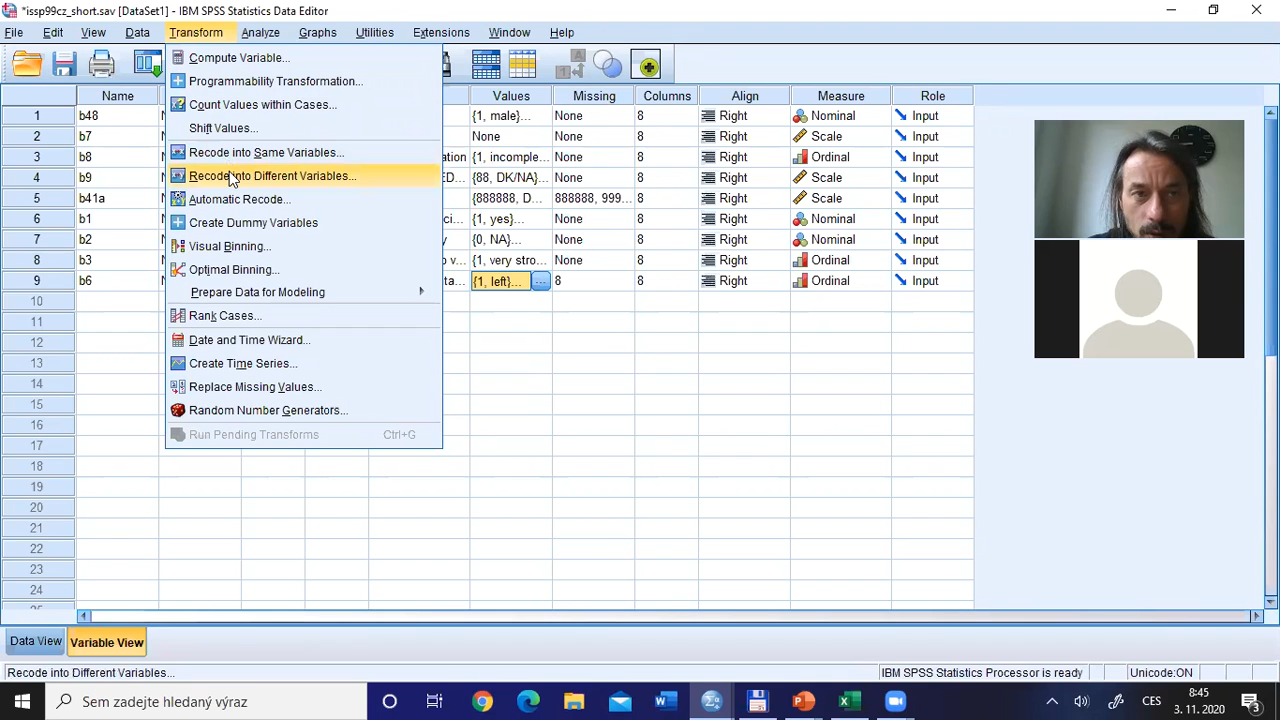 *issp99cz_short.sav [DataSet1] - IBM SPSS Statistics Data Editor
File Edit View Data Transform Analyze Graphs Utilities Extensions Window Help
Compute Variable...
Programmability Transformation...
Count Values within Cases...
Shift Values...
Recode into Same Variables...
Recode into Different Variables...
Automatic Recode...
Create Dummy Variables
Visual Binning...
Optimal Binning...
Prepare Data for Modeling
Rank Cases...
Date and Time Wizard...
Create Time Series...
Replace Missing Values...
Random Number Generators...
Run Pending Transforms Ctrl+G
Name Values Missing Columns Align Measure Role
1 b48 {1, male}... None 8 Right Nominal Input
2 b7 None None 8 Right Scale Input
3 b8 ation {1, incomple... None 8 Right Ordinal Input
4 b9 ED... {88, DK/NA}... None 8 Right Scale Input
5 b41a {888888, D... 888888, 999... 8 Right Scale Input
6 b1 {1, yes}... None 8 Right Nominal Input
7 b2 y {0, NA}... None 8 Right Nominal Input
8 b3 o v... {1, very stro... None 8 Right Ordinal Input
9 b6 ta... {1, left}... ... 8 8 Right Ordinal Input
10
11
12
13
14
15
16
17
18
19
20
21
22
23
24
Data View Variable View
Recode into Different Variables... IBM SPSS Statistics Processor is ready Unicode:ON
Sem zadejte hledaný výraz CES 8:45
3. 11. 2020 3